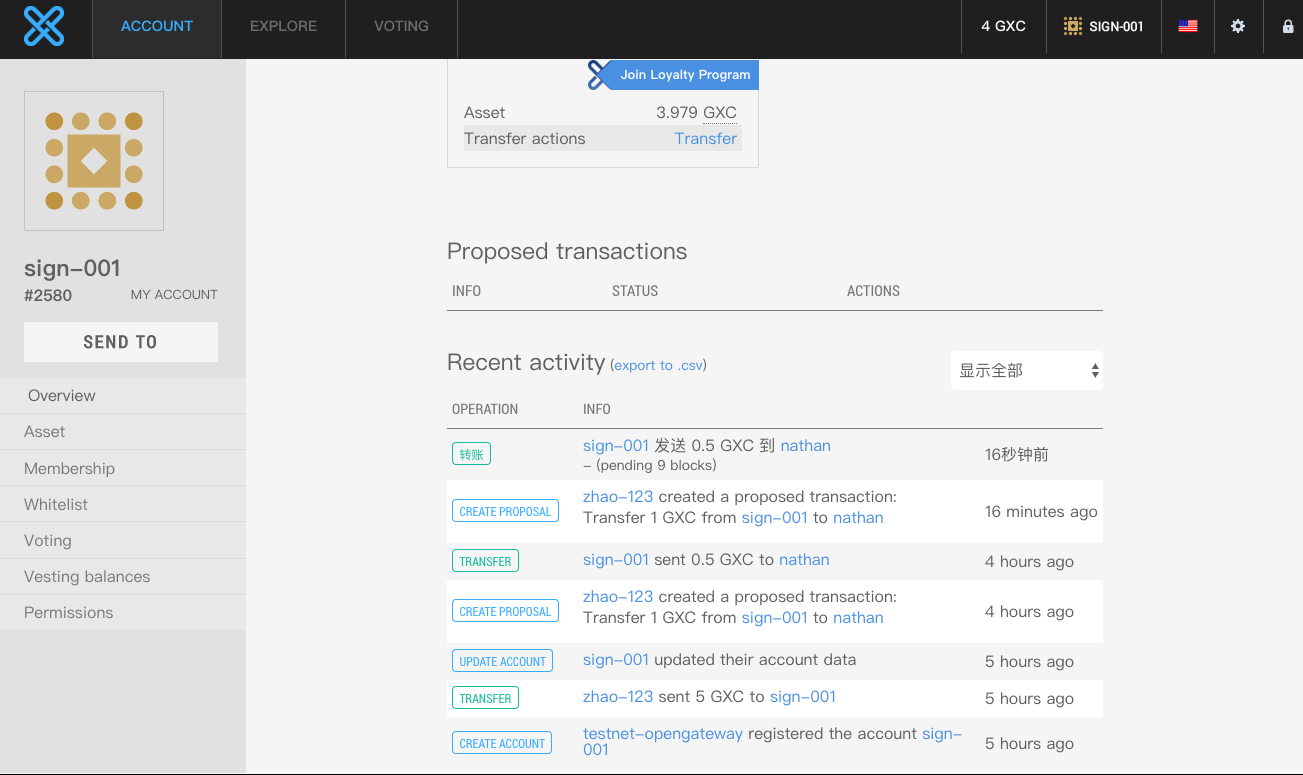 ACCOUNT EXPLORE VOTING 4 GXC SIGN-001
Join Loyalty Program
Asset 3.979 GXC
Transfer actions Transfer
sign-001
#2580 MY ACCOUNT
SEND TO
Overview
Asset
Membership
Whitelist
Voting
Vesting balances
Permissions
Proposed transactions
INFO STATUS ACTIONS
Recent activity (export to .csv) 显示全部
OPERATION INFO
转账 sign-001 发送 0.5 GXC 到 nathan 16秒钟前
- (pending 9 blocks)
CREATE PROPOSAL zhao-123 created a proposed transaction: 16 minutes ago
Transfer 1 GXC from sign-001 to nathan
TRANSFER sign-001 sent 0.5 GXC to nathan 4 hours ago
CREATE PROPOSAL zhao-123 created a proposed transaction: 4 hours ago
Transfer 1 GXC from sign-001 to nathan
UPDATE ACCOUNT sign-001 updated their account data 5 hours ago
TRANSFER zhao-123 sent 5 GXC to sign-001 5 hours ago
CREATE ACCOUNT testnet-opengateway registered the account sign- 5 hours ago
001